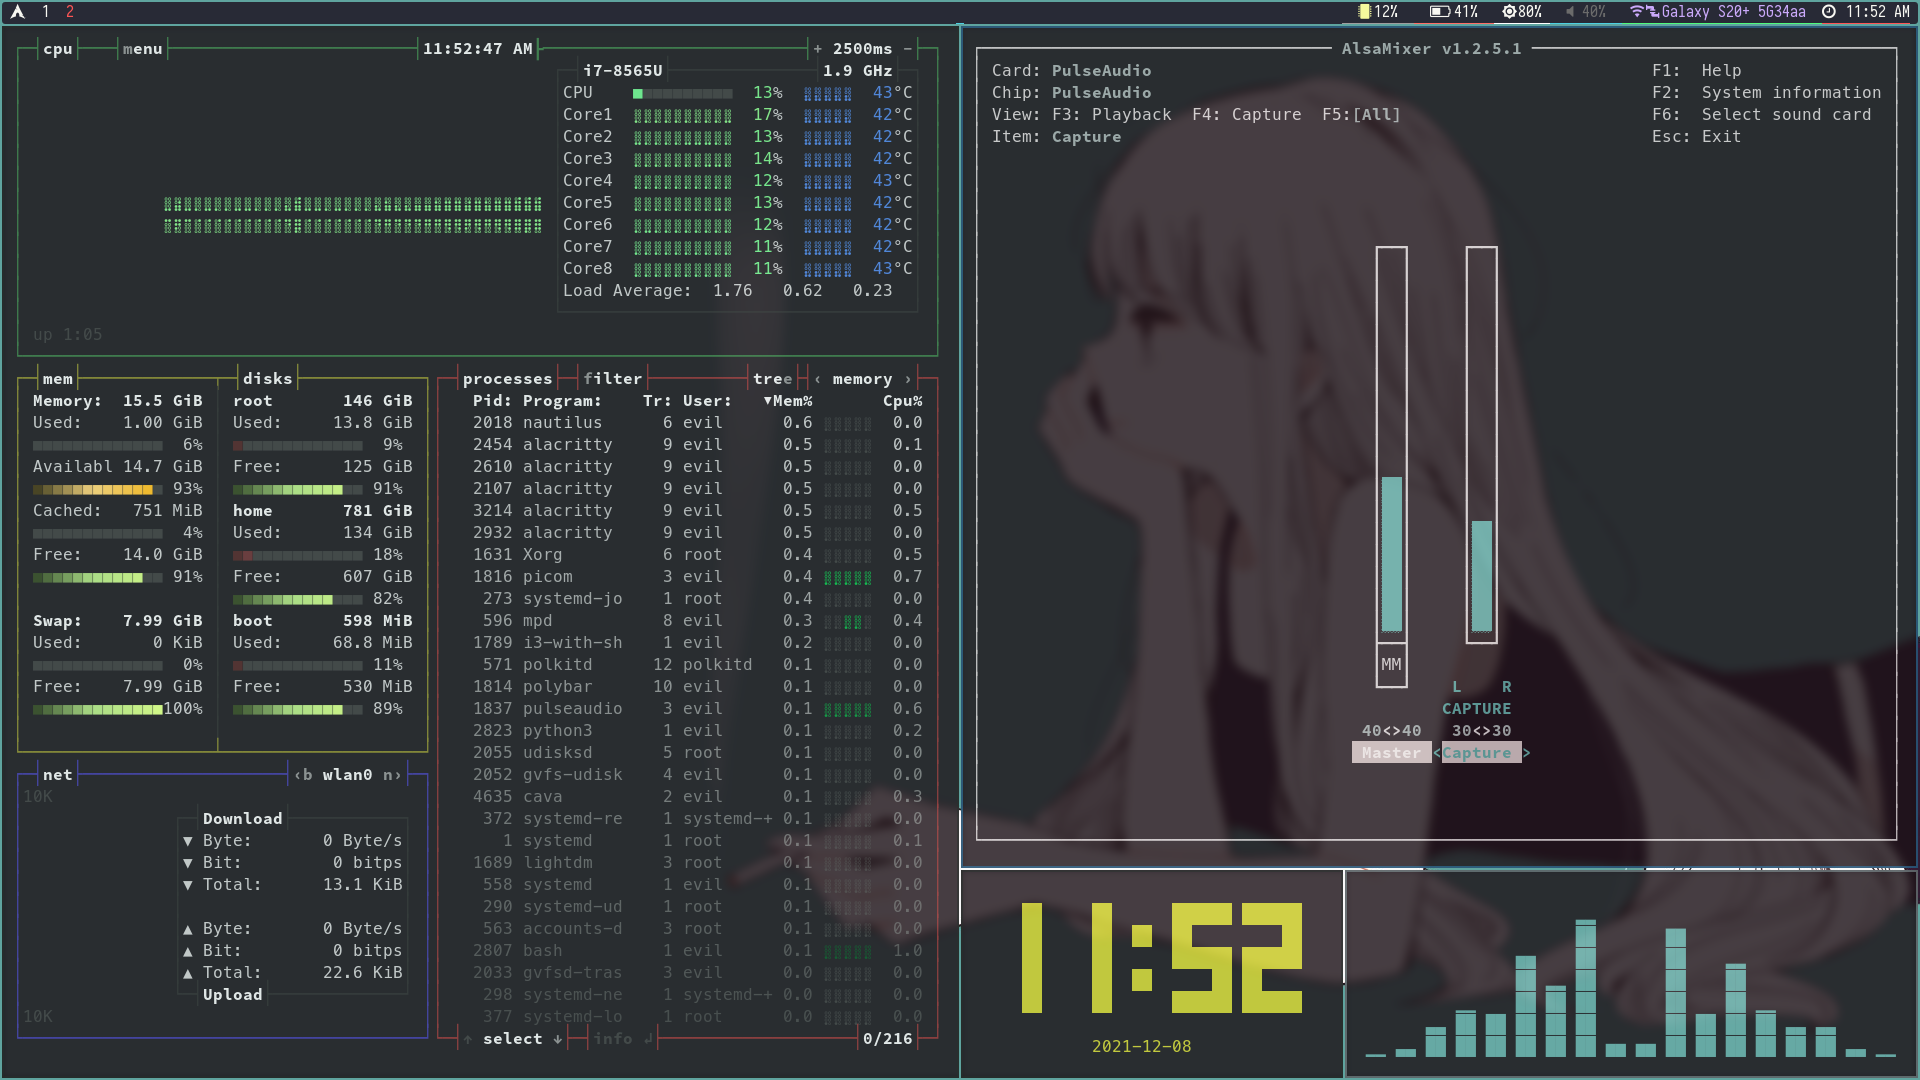 1 2 12% 41% 80% 40% Galaxy S20+ 5G34aa 11:52 AM
cpu menu 11:52:47 AM + 2500ms -
i7-8565U 1.9 GHz
CPU 13% 43°C
Core1 17% 42°C
Core2 13% 42°C
Core3 14% 42°C
Core4 12% 43°C
Core5 13% 42°C
Core6 12% 42°C
Core7 11% 42°C
Core8 11% 43°C
Load Average: 1.76 0.62 0.23
up 1:05
mem
Memory: 15.5 GiB
Used: 1.00 GiB
6%
Availabl 14.7 GiB
93%
Cached: 751 MiB
4%
Free: 14.0 GiB
91%
Swap: 7.99 GiB
Used: 0 KiB
0%
Free: 7.99 GiB
100%
disks
root 146 GiB
Used: 13.8 GiB
9%
Free: 125 GiB
91%
home 781 GiB
Used: 134 GiB
18%
Free: 607 GiB
82%
boot 598 MiB
Used: 68.8 MiB
11%
Free: 530 MiB
89%
net ‹b wlan0 n›
10K
Download
▼ Byte: 0 Byte/s
▼ Bit: 0 bitps
▼ Total: 13.1 KiB
▲ Byte: 0 Byte/s
▲ Bit: 0 bitps
▲ Total: 22.6 KiB
Upload
10K
processes filter tree ‹ memory ›
Pid: Program: Tr: User: ▼Mem% Cpu%
2018 nautilus 6 evil 0.6 0.0
2454 alacritty 9 evil 0.5 0.1
2610 alacritty 9 evil 0.5 0.0
2107 alacritty 9 evil 0.5 0.0
3214 alacritty 9 evil 0.5 0.5
2932 alacritty 9 evil 0.5 0.0
1631 Xorg 6 root 0.4 0.5
1816 picom 3 evil 0.4 0.7
273 systemd-jo 1 root 0.4 0.0
596 mpd 8 evil 0.3 0.4
1789 i3-with-sh 1 evil 0.2 0.0
571 polkitd 12 polkitd 0.1 0.0
1814 polybar 10 evil 0.1 0.0
1837 pulseaudio 3 evil 0.1 0.6
2823 python3 1 evil 0.1 0.2
2055 udisksd 5 root 0.1 0.0
2052 gvfs-udisk 4 evil 0.1 0.0
4635 cava 2 evil 0.1 0.3
372 systemd-re 1 systemd-+ 0.1 0.0
1 systemd 1 root 0.1 0.1
1689 lightdm 3 root 0.1 0.0
558 systemd 1 evil 0.1 0.0
290 systemd-ud 1 root 0.1 0.0
563 accounts-d 3 root 0.1 0.0
2807 bash 1 evil 0.1 1.0
2033 gvfsd-tras 3 evil 0.0 0.0
298 systemd-ne 1 systemd-+ 0.0 0.0
377 systemd-lo 1 root 0.0 0.0
↑ select ↓ info ↲ 0/216
AlsaMixer v1.2.5.1
Card: PulseAudio F1: Help
Chip: PulseAudio F2: System information
View: F3: Playback F4: Capture F5:[All] F6: Select sound card
Item: Capture Esc: Exit
MM
L R
CAPTURE
40<>40 30<>30
Master <Capture >
11:52
2021-12-08